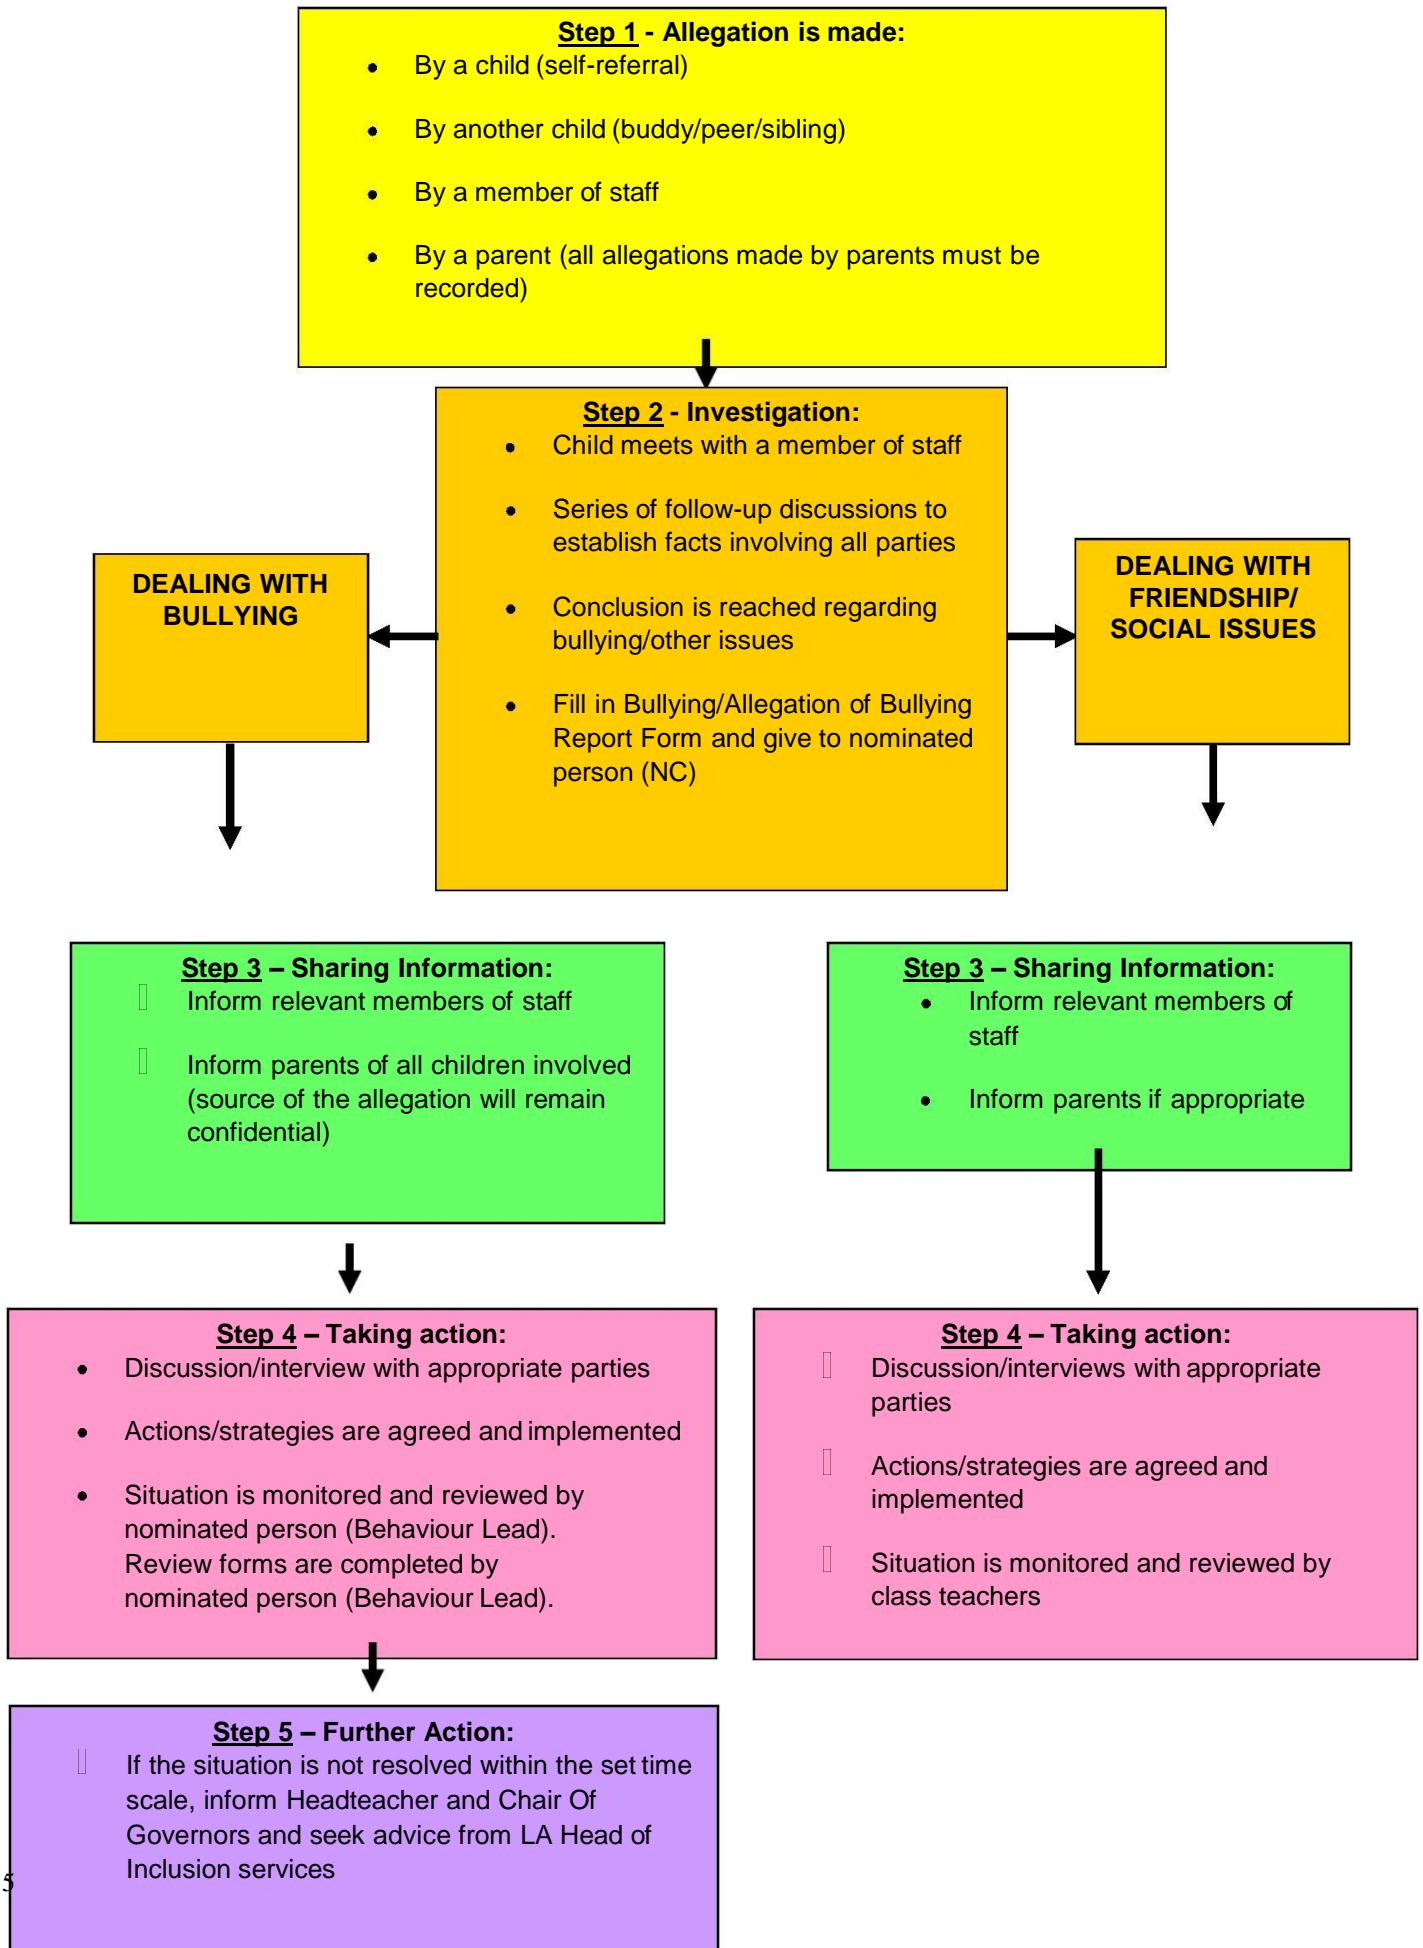 Step 1 - Allegation is made:
• By a child (self-referral)
• By another child (buddy/peer/sibling)
• By a member of staff
• By a parent (all allegations made by parents must be
recorded)
Step 2 - Investigation:
• Child meets with a member of staff
• Series of follow-up discussions to
establish facts involving all parties
• Conclusion is reached regarding
bullying/other issues
• Fill in Bullying/Allegation of Bullying
Report Form and give to nominated
person (NC)
DEALING WITH
BULLYING
DEALING WITH
FRIENDSHIP/
SOCIAL ISSUES
Step 3 – Sharing Information:
Inform relevant members of staff
Inform parents of all children involved
(source of the allegation will remain
confidential)
Step 3 – Sharing Information:
• Inform relevant members of
staff
• Inform parents if appropriate
Step 4 – Taking action:
• Discussion/interview with appropriate parties
• Actions/strategies are agreed and implemented
• Situation is monitored and reviewed by
nominated person (Behaviour Lead).
Review forms are completed by
nominated person (Behaviour Lead).
Step 4 – Taking action:
Discussion/interviews with appropriate
parties
Actions/strategies are agreed and
implemented
Situation is monitored and reviewed by
class teachers
Step 5 – Further Action:
If the situation is not resolved within the set time
scale, inform Headteacher and Chair Of
Governors and seek advice from LA Head of
Inclusion services
5